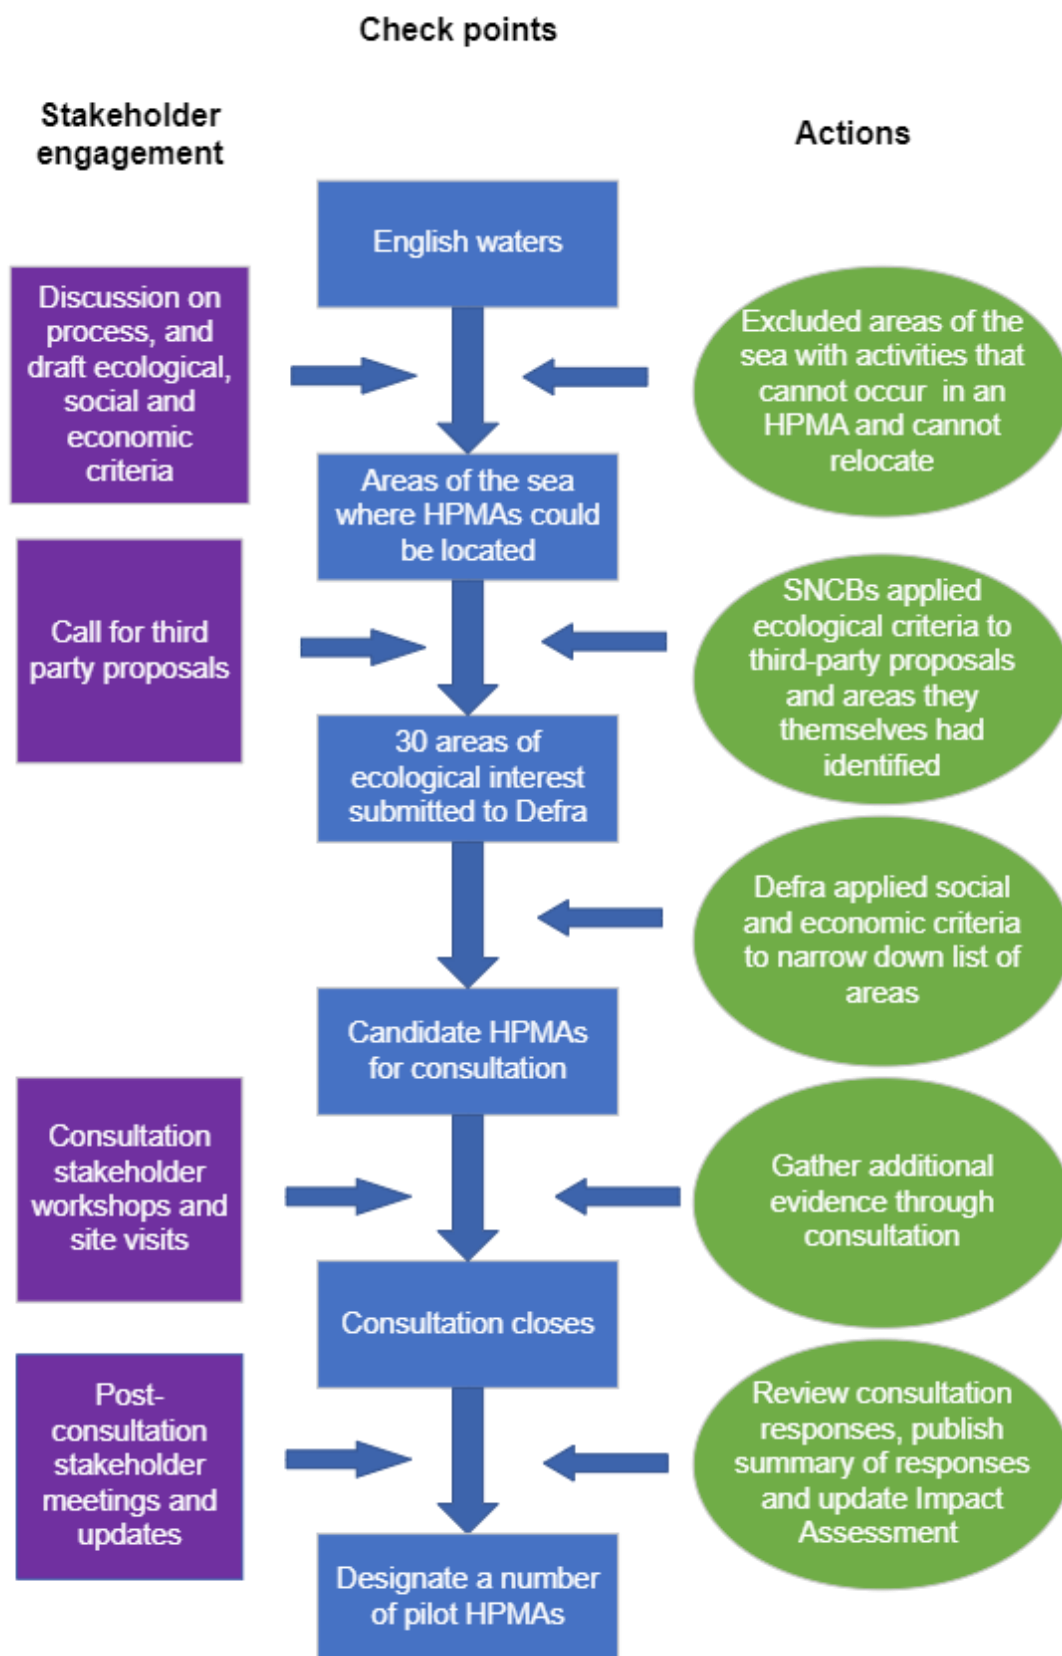 Check points
Stakeholder
engagement
Actions
English waters
Discussion on
process, and
draft ecological,
social and
economic
criteria
Excluded areas of the
sea with activities that
cannot occur in an
HPMA and cannot
relocate
Areas of the sea
where HPMAs could
be located
Call for third
party proposals
SNCBs applied
ecological criteria to
third-party proposals
and areas they
themselves had
identified
30 areas of
ecological interest
submitted to Defra
Defra applied social
and economic criteria
to narrow down list of
areas
Candidate HPMAs
for consultation
Consultation
stakeholder
workshops and
site visits
Gather additional
evidence through
consultation
Consultation closes
Post-
consultation
stakeholder
meetings and
updates
Review consultation
responses, publish
summary of responses
and update Impact
Assessment
Designate a number
of pilot HPMAs